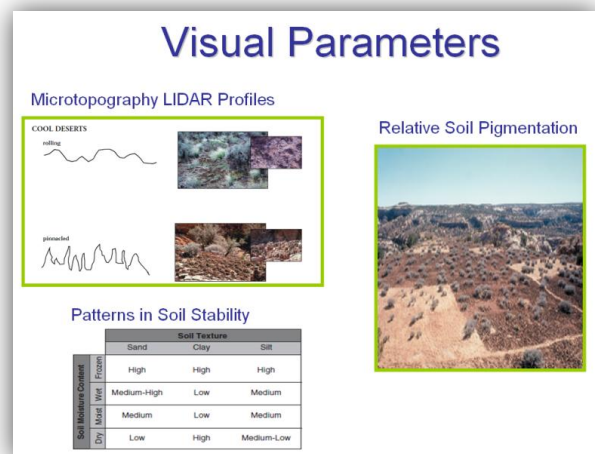 Visual Parameters
Microtopography LIDAR Profiles
COOL DESERTS
rolling
pinnacled
Relative Soil Pigmentation
Patterns in Soil Stability
Soil Texture
Sand Clay Silt
Soil Moisture Content
Frozen High High High
Wet Medium-High Low Medium
Moist Medium Low Medium
Dry Low High Medium-Low